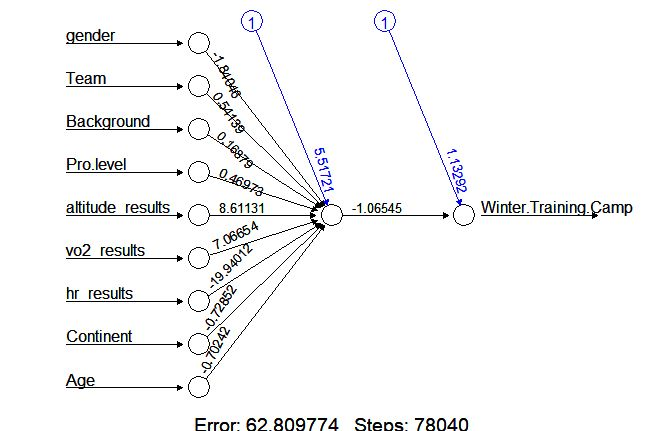 1 1
gender
-1.84046
Team
0.54139
Background
0.16879
Pro.level
0.46973
5.51721
1.13292
altitude_results
8.61131
-1.06545
Winter.Training.Camp
vo2_results
7.06654
hr_results
-19.94012
Continent
-0.72852
Age
-0.70242
Error: 62.809774 Steps: 78040